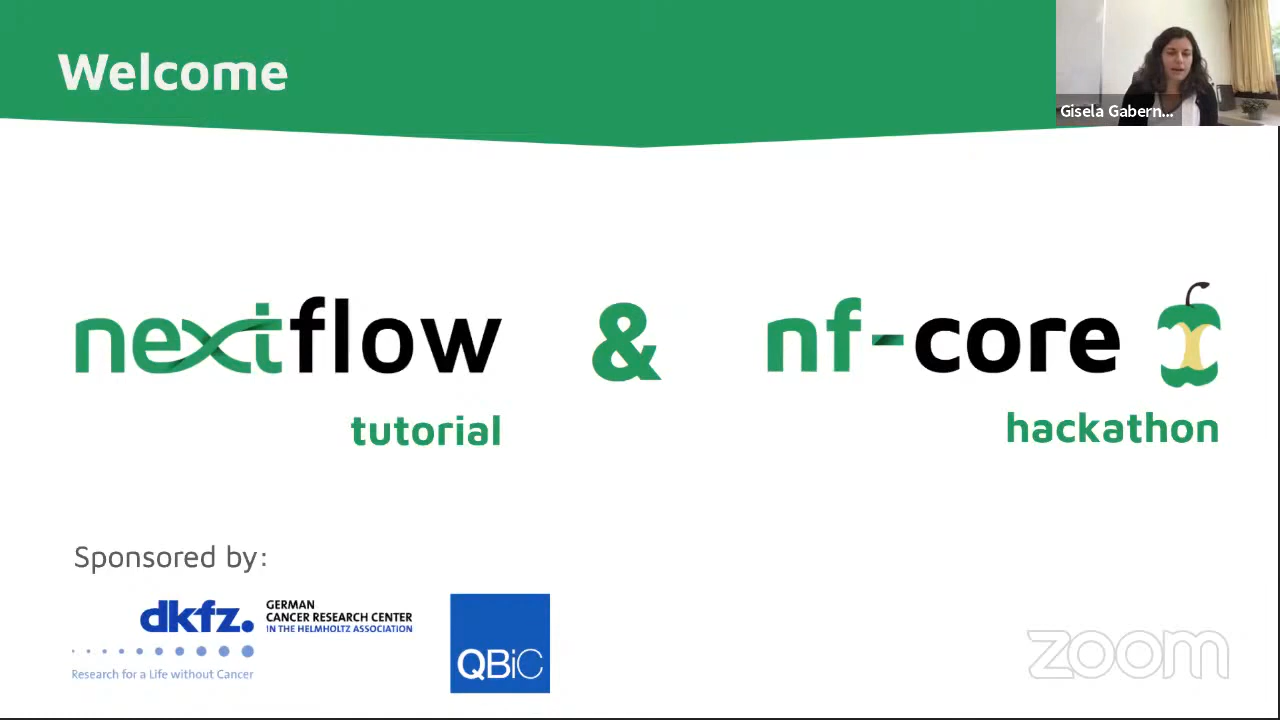 Welcome
Gisela Gabern...
nextflow & nf-core
tutorial
hackathon
Sponsored by:
dkfz. GERMAN
CANCER RESEARCH CENTER
IN THE HELMHOLTZ ASSOCIATION
Research for a Life without Cancer
QBiC
zoom